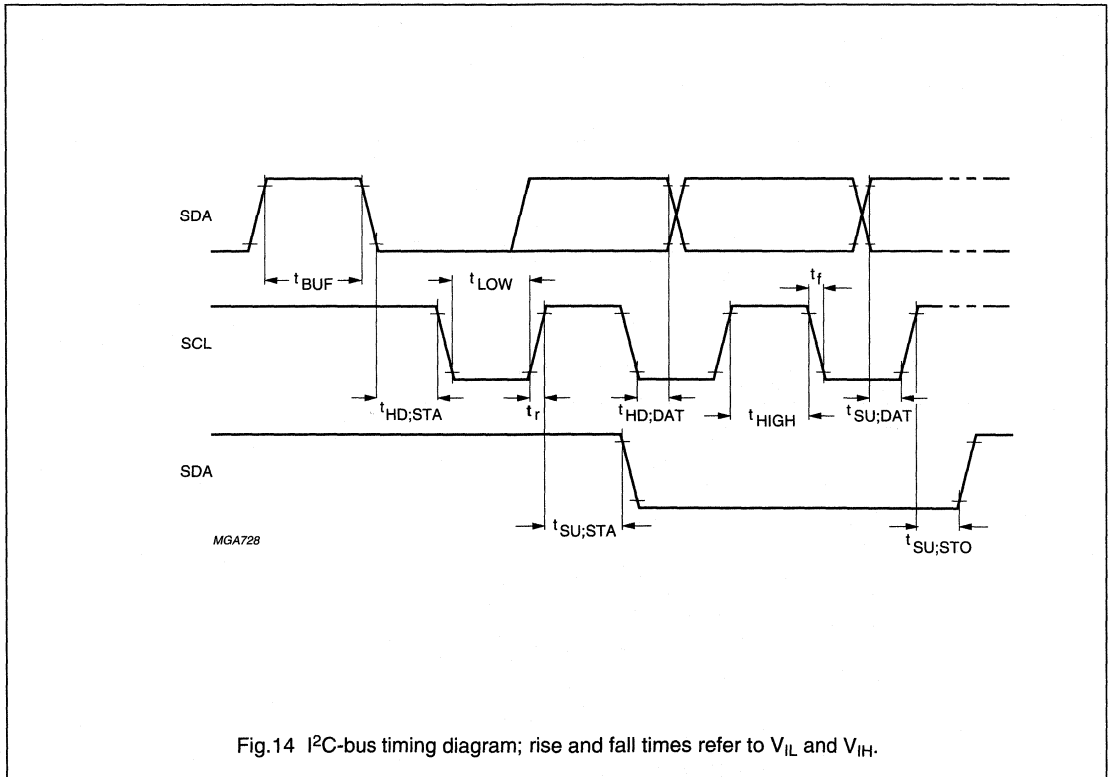 SDA
t BUF
t LOW
t f
SCL
t HD;STA
t r
t HD;DAT
t HIGH
t SU;DAT
SDA
t SU;STA
t SU;STO
MGA728
Fig.14 I2C-bus timing diagram; rise and fall times refer to VIL and VIH.